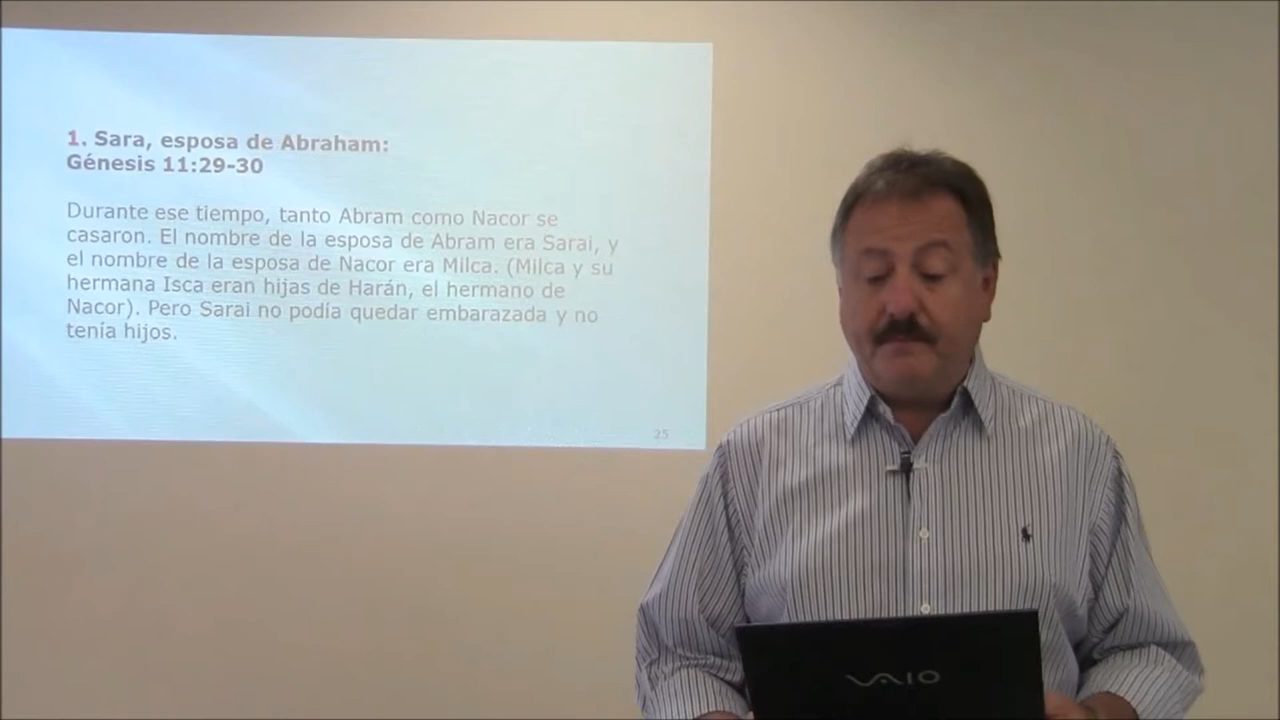 1. Sara, esposa de Abraham:
Génesis 11:29-30
Durante ese tiempo, tanto Abram como Nacor se
casaron. El nombre de la esposa de Abram era Sarai, y
el nombre de la esposa de Nacor era Milca. (Milca y su
hermana Isca eran hijas de Harán, el hermano de
Nacor). Pero Sarai no podía quedar embarazada y no
tenía hijos.
25
VAIO